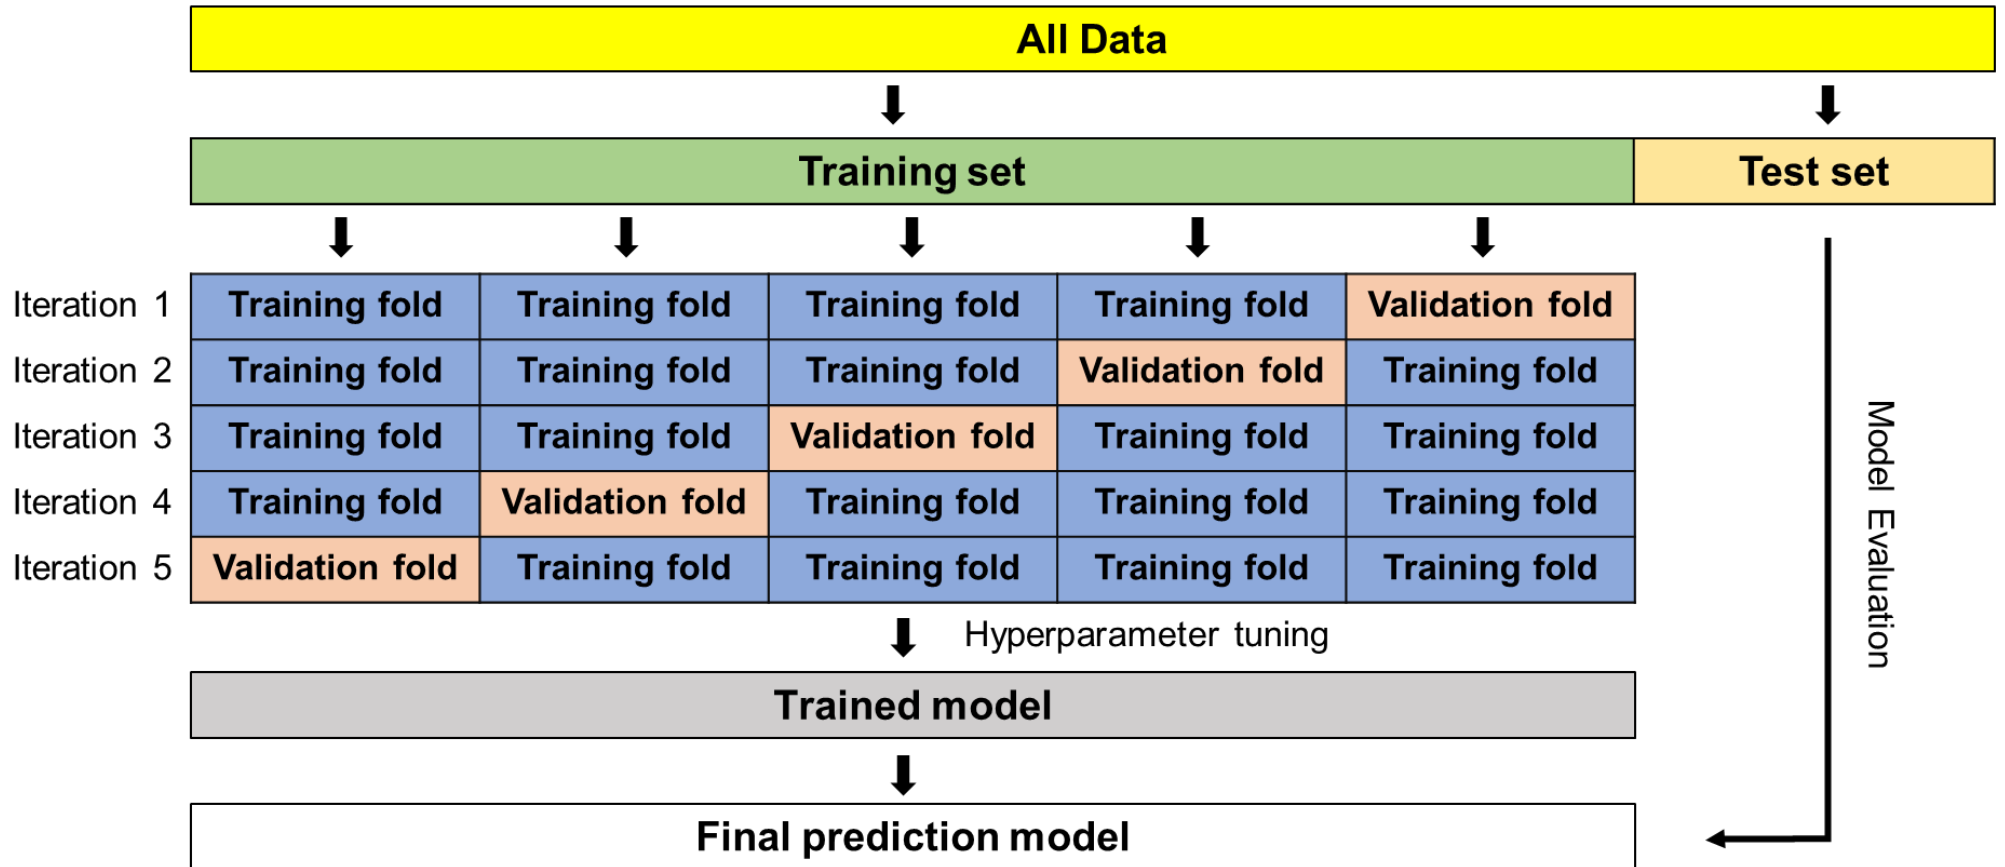 All Data
Training set Test set
Iteration 1 Training fold Training fold Training fold Training fold Validation fold
Iteration 2 Training fold Training fold Training fold Validation fold Training fold
Iteration 3 Training fold Training fold Validation fold Training fold Training fold
Iteration 4 Training fold Validation fold Training fold Training fold Training fold
Iteration 5 Validation fold Training fold Training fold Training fold Training fold
Model Evaluation
Hyperparameter tuning
Trained model
Final prediction model